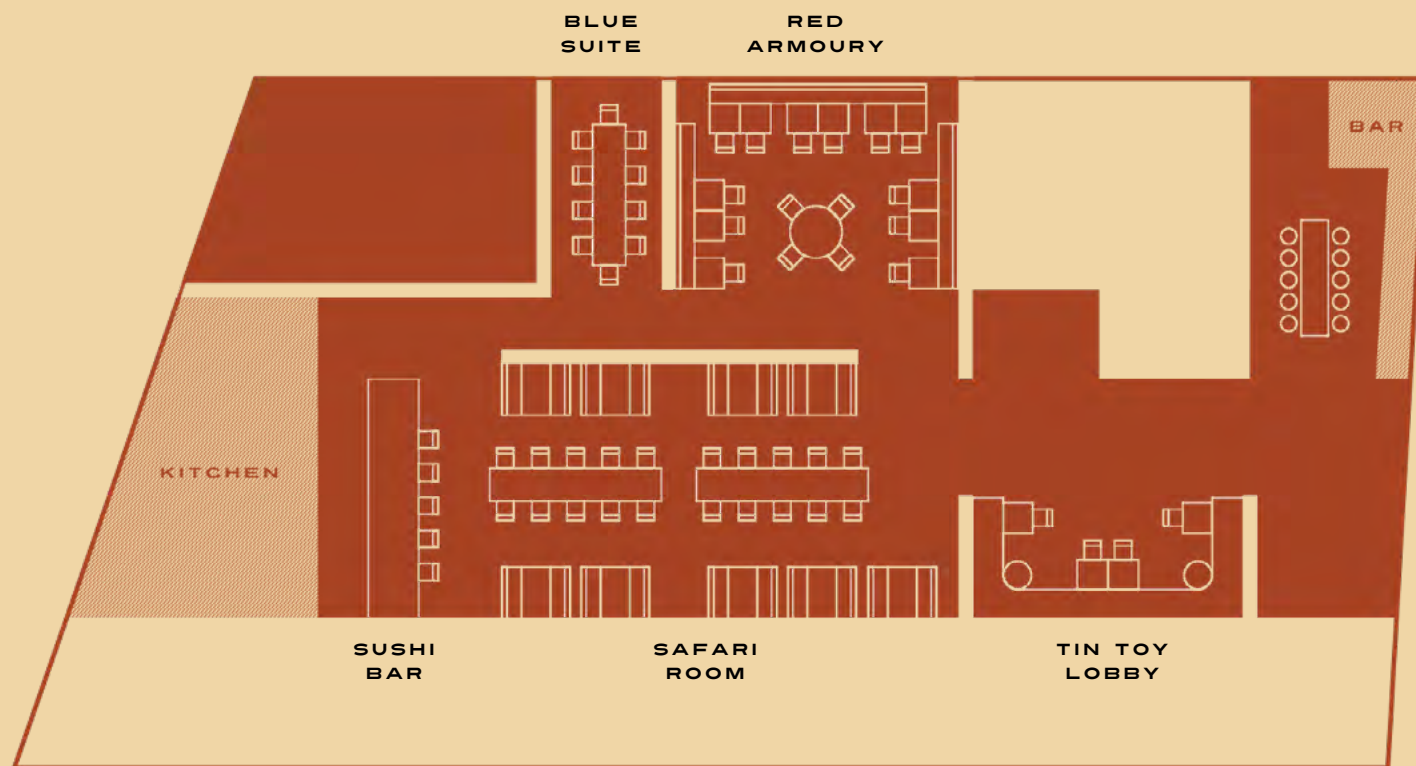 BLUE
SUITE
RED
ARMOURY
BAR
KITCHEN
SUSHI
BAR
SAFARI
ROOM
TIN TOY
LOBBY